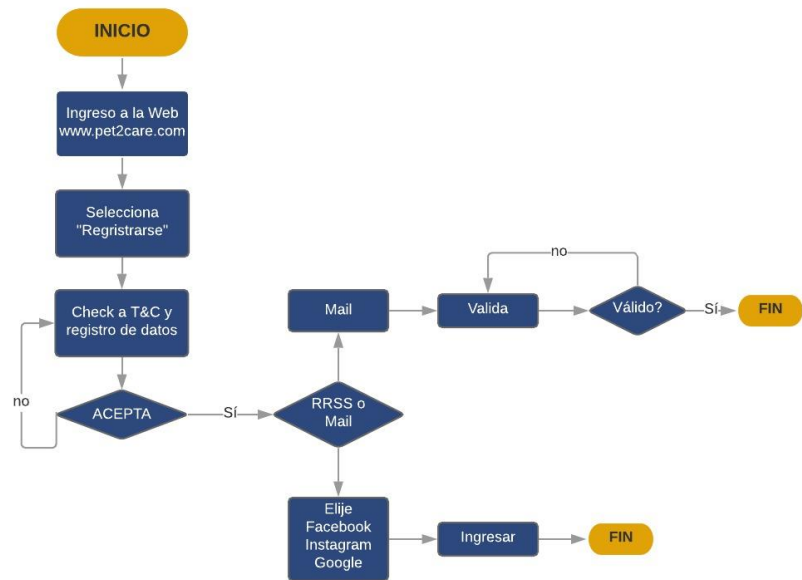 INICIO
Ingreso a la Web
www.pet2care.com
Selecciona
"Regristrarse"
Check a T&C y
registro de datos
no
ACEPTA
Sí
RRSS o
Mail
Mail
Valida
no
Válido?
Sí
FIN
Elije
Facebook
Instagram
Google
Ingresar
FIN